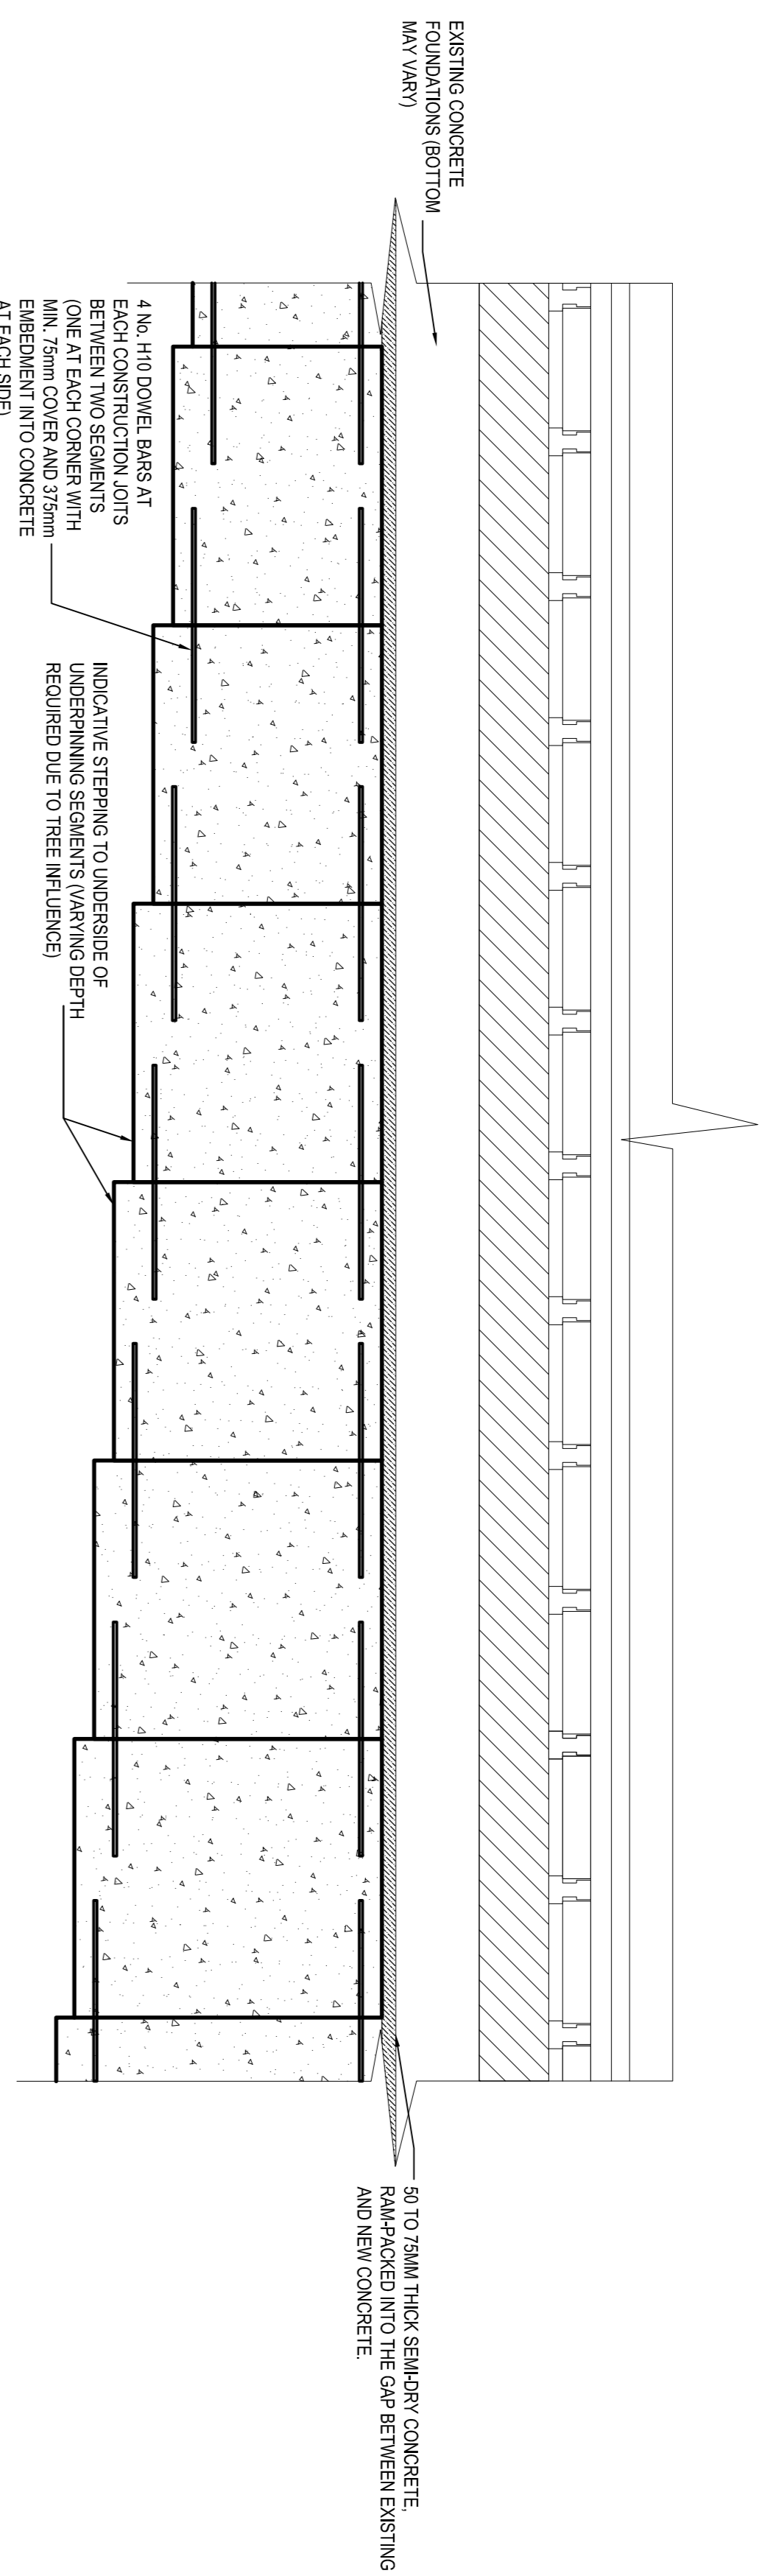 EXISTING CONCRETE
FOUNDATIONS (BOTTOM
MAY VARY)
4 No. H10 DOWEL BARS AT
EACH CONSTRUCTION JOITS
BETWEEN TWO SEGMENTS
(ONE AT EACH CORNER WITH
MIN. 75mm COVER AND 375mm
EMBEDMENT INTO CONCRETE
AT EACH SIDE)
INDICATIVE STEPPING TO UNDERSIDE OF
UNDERPINNING SEGMENTS (VARYING DEPTH
REQUIRED DUE TO TREE INFLUENCE)
50 TO 75MM THICK SEMI-DRY CONCRETE,
RAM-PACKED INTO THE GAP BETWEEN EXISTING
AND NEW CONCRETE.